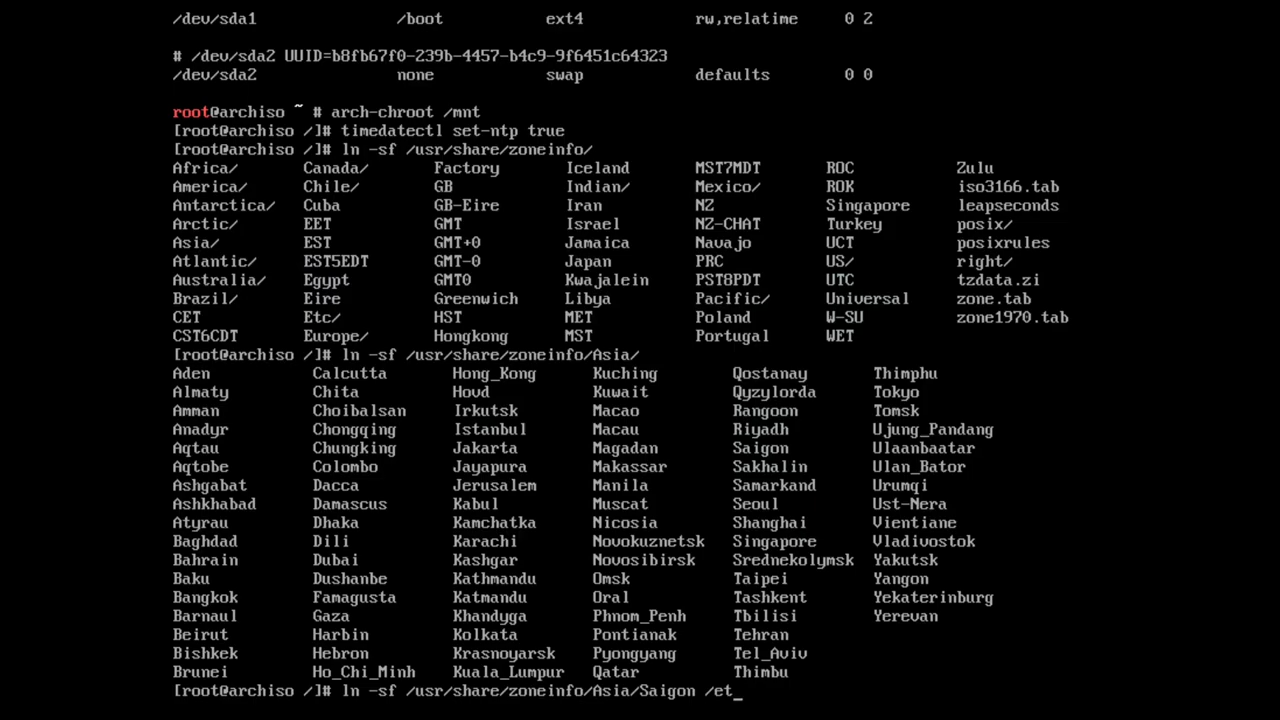 /dev/sda1 /boot ext4 rw,relatime 0 2
# /dev/sda2 UUID=b8fb67f0-239b-4457-b4c9-9f6451c64323
/dev/sda2 none swap defaults 0 0
root@archiso ~ # arch-chroot /mnt
[root@archiso /]# timedatectl set-ntp true
[root@archiso /]# ln -sf /usr/share/zoneinfo/
Africa/ Canada/ Factory Iceland MST7MDT ROC Zulu
America/ Chile/ GB Indian/ Mexico/ ROK iso3166.tab
Antarctica/ Cuba GB-Eire Iran NZ Singapore leapseconds
Arctic/ EET GMT Israel NZ-CHAT Turkey posix/
Asia/ EST GMT+0 Jamaica Navajo UCT posixrules
Atlantic/ EST5EDT GMT-0 Japan PRC US/ right/
Australia/ Egypt GMT0 Kwajalein PST8PDT UTC tzdata.zi
Brazil/ Eire Greenwich Libya Pacific/ Universal zone.tab
CET Etc/ HST MET Poland W-SU zone1970.tab
CST6CDT Europe/ Hongkong MST Portugal WET
[root@archiso /]# ln -sf /usr/share/zoneinfo/Asia/
Aden Calcutta Hong_Kong Kuching Qostanay Thimphu
Almaty Chita Hovd Kuwait Qyzylorda Tokyo
Amman Choibalsan Irkutsk Macao Rangoon Tomsk
Anadyr Chongqing Istanbul Macau Riyadh Ujung_Pandang
Aqtau Chungking Jakarta Magadan Saigon Ulaanbaatar
Aqtobe Colombo Jayapura Makassar Sakhalin Ulan_Bator
Ashgabat Dacca Jerusalem Manila Samarkand Urumqi
Ashkhabad Damascus Kabul Muscat Seoul Ust-Nera
Atyrau Dhaka Kamchatka Nicosia Shanghai Vientiane
Baghdad Dili Karachi Novokuznetsk Singapore Vladivostok
Bahrain Dubai Kashgar Novosibirsk Srednekolymsk Yakutsk
Baku Dushanbe Kathmandu Omsk Taipei Yangon
Bangkok Famagusta Katmandu Oral Tashkent Yekaterinburg
Barnaul Gaza Khandyga Phnom_Penh Tbilisi Yerevan
Beirut Harbin Kolkata Pontianak Tehran
Bishkek Hebron Krasnoyarsk Pyongyang Tel_Aviv
Brunei Ho_Chi_Minh Kuala_Lumpur Qatar Thimbu
[root@archiso /]# ln -sf /usr/share/zoneinfo/Asia/Saigon /et_